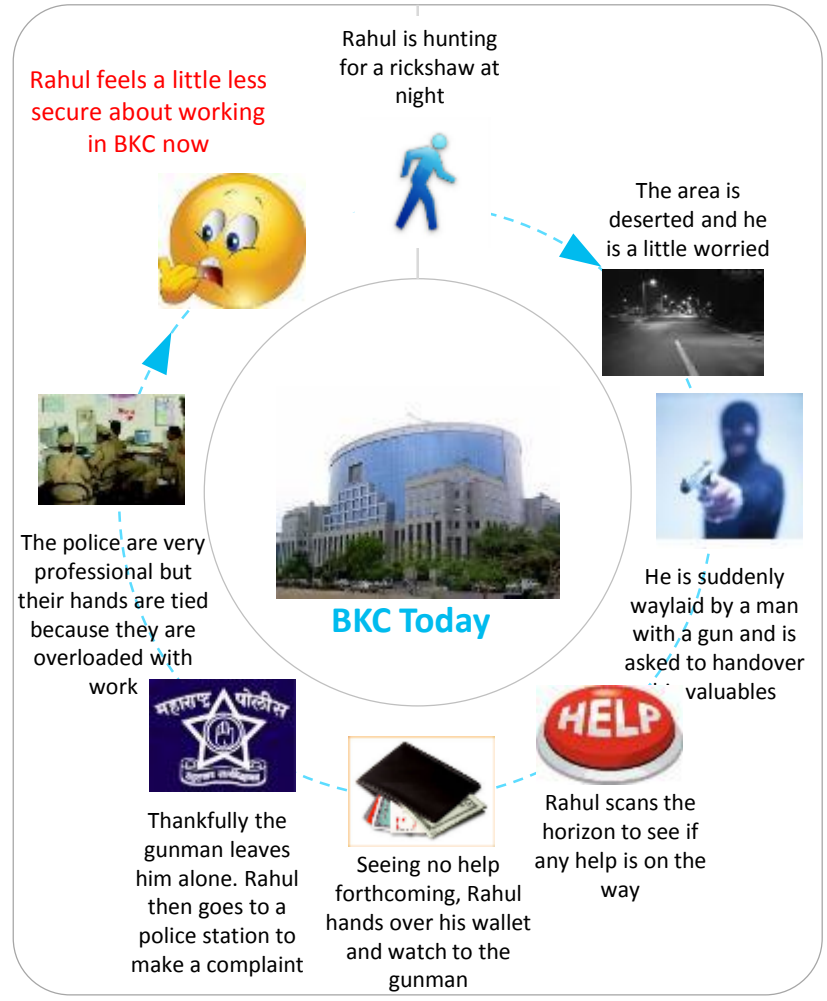 Rahul is hunting
for a rickshaw at
night
The area is
deserted and he
is a little worried
He is suddenly
waylaid by a man
with a gun and is
asked to handover
valuables
HELP
Rahul scans the
horizon to see if
any help is on the
way
Seeing no help
forthcoming, Rahul
hands over his wallet
and watch to the
gunman
महाराष्ट्र पोलीस
Thankfully the
gunman leaves
him alone. Rahul
then goes to a
police station to
make a complaint
The police are very
professional but
their hands are tied
because they are
overloaded with
work
Rahul feels a little less
secure about working
in BKC now
BKC Today